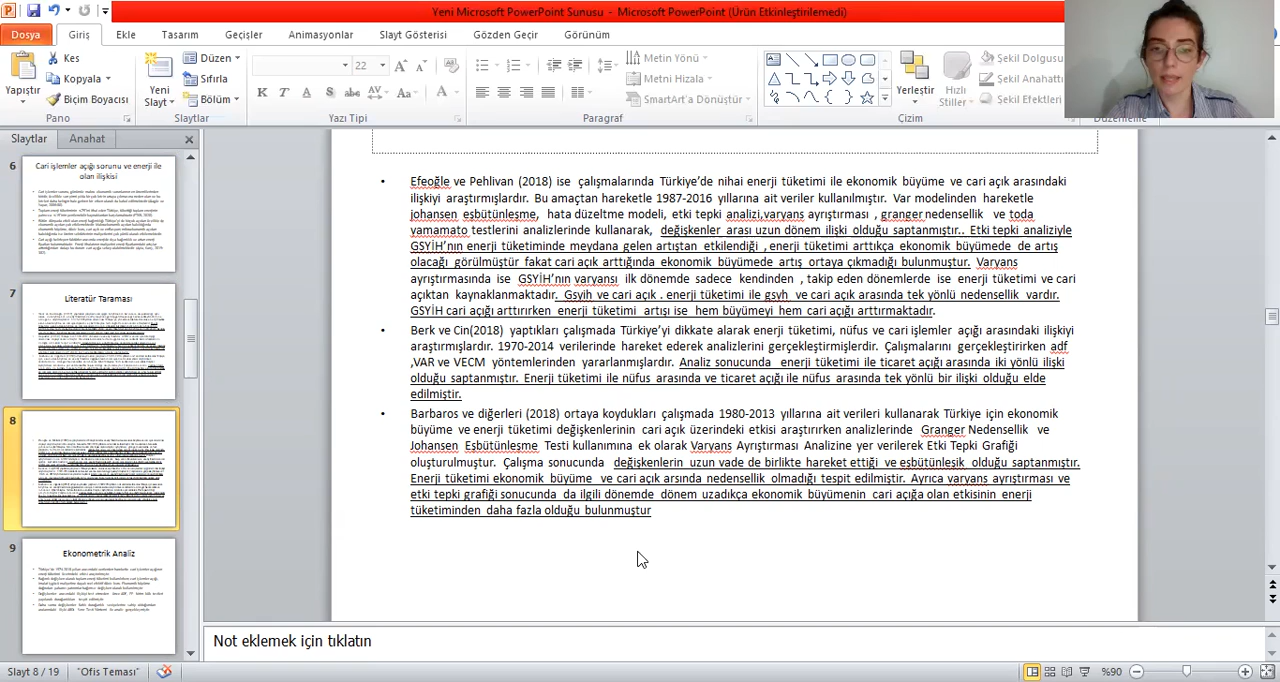 Yeni Microsoft PowerPoint Sunusu - Microsoft PowerPoint (Ürün Etkinleştirilemedi)
Dosya Giriş Ekle Tasarım Geçişler Animasyonlar Slayt Gösterisi Gözden Geçir Görünüm
Yapıştır
Kes
Kopyala
Biçim Boyacısı
Pano
Yeni Slayt
Düzen
Sıfırla
Bölüm
Slaytlar
22
K T A S abc AV Aa A
Yazı Tipi
Metin Yönü
Metni Hizala
SmartArt'a Dönüştür
Paragraf
Yerleştir
Hızlı Stiller
Şekil Dolgusu
Şekil Anahattı
Şekil Efektleri
Çizim
Düzenleme
Slaytlar Anahat
6
Cari işlemler açığı sorunu ve enerji ile
olan ilişkisi
7
Literatür Taraması
8
9
Ekonometrik Analiz
• Efeoğle ve Pehlivan (2018) ise çalışmalarında Türkiye'de nihai enerji tüketimi ile ekonomik büyüme ve cari açık arasındaki
ilişkiyi araştırmışlardır. Bu amaçtan hareketle 1987-2016 yıllarına ait veriler kullanılmıştır. Var modelinden hareketle
johansen esbütünleşme, hata düzeltme modeli, etki tepki analizi varyans ayrıştırması , granger nedensellik ve toda
yamamato testlerini analizlerinde kullanarak, değişkenler arası uzun dönem ilişki olduğu saptanmıştır.. Etki tepki analiziyle
GSYİH'nın enerji tüketiminde meydana gelen artıştan etkilendiği , enerji tüketimi arttıkça ekonomik büyümede de artış
olacağı görülmüştür fakat cari açık arttığında ekonomik büyümede artış ortaya çıkmadığı bulunmuştur. Varyans
ayrıştırmasında ise GSYİH'nın varyansı ilk dönemde sadece kendinden , takip eden dönemlerde ise enerji tüketimi ve cari
açıktan kaynaklanmaktadır. Gsyih ve cari açık . enerji tüketimi ile gsyh ve cari açık arasında tek yönlü nedensellik vardır.
GSYİH cari açığı arttırırken enerji tüketimi artışı ise hem büyümeyi hem cari açığı arttırmaktadır.
• Berk ve Cin(2018) yaptıkları çalışmada Türkiye'yi dikkate alarak enerji tüketimi, nüfus ve cari işlemler açığı arasındaki ilişkiyi
araştırmışlardır. 1970-2014 verilerinde hareket ederek analizlerini gerçekleştirmişlerdir. Çalışmalarını gerçekleştirirken adf
,VAR ve VECM yöntemlerinden yararlanmışlardır. Analiz sonucunda enerji tüketimi ile ticaret açığı arasında iki yönlü ilişki
olduğu saptanmıştır. Enerji tüketimi ile nüfus arasında ve ticaret açığı ile nüfus arasında tek yönlü bir ilişki olduğu elde
edilmiştir.
• Barbaros ve diğerleri (2018) ortaya koydukları çalışmada 1980-2013 yıllarına ait verileri kullanarak Türkiye için ekonomik
büyüme ve enerji tüketimi değişkenlerinin cari açık üzerindeki etkisi araştırırken analizlerinde Granger Nedensellik ve
Johansen Eşbütünleşme Testi kullanımına ek olarak Varyans Ayrıştırma Analizine yer verilerek Etki Tepki Grafiği
oluşturulmuştur. Çalışma sonucunda değişkenlerin uzun vade de birlikte hareket ettiği ve eşbütünleşik olduğu saptanmıştır.
Enerji tüketimi ekonomik büyüme ve cari açık arsında nedensellik olmadığı tespit edilmiştir. Ayrıca varyans ayrıştırması ve
etki tepki grafiği sonucunda da ilgili dönemde dönem uzadıkça ekonomik büyümenin cari açığa olan etkisinin enerji
tüketiminden daha fazla olduğu bulunmuştur
Not eklemek için tıklatın
Slayt 8 / 19 "Ofis Teması" %90